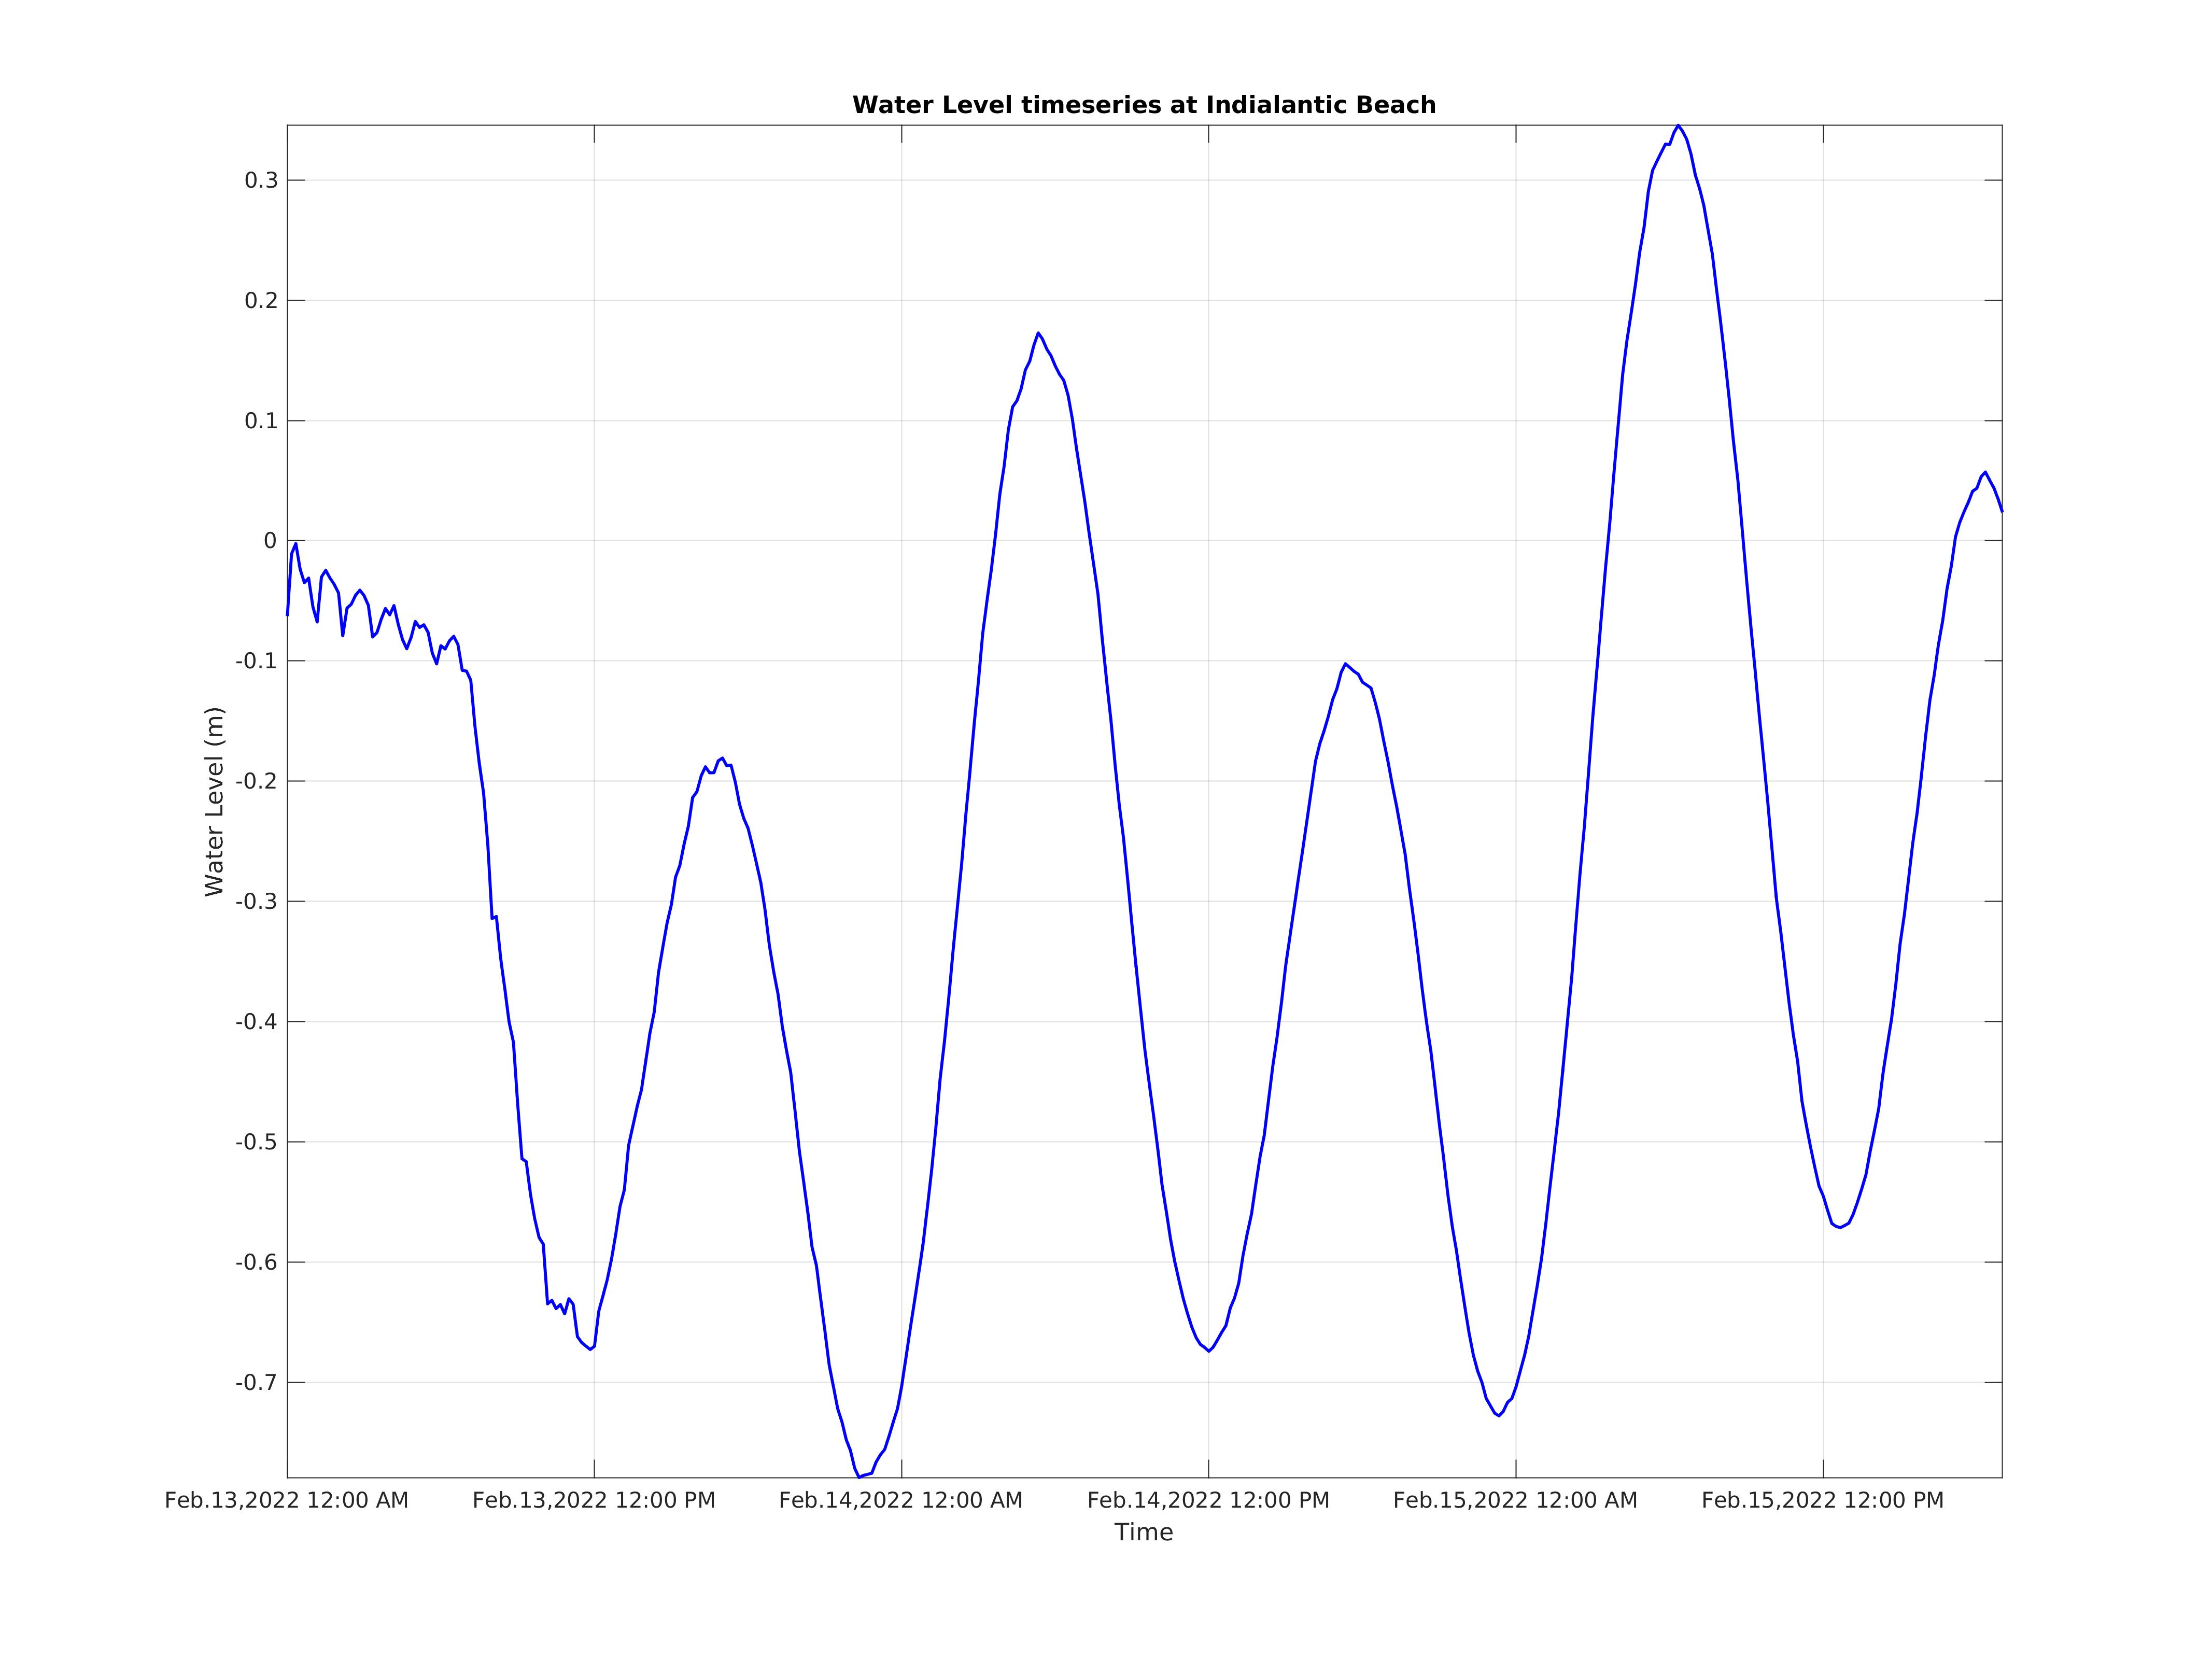 Water Level timeseries at Indialantic Beach
0.3
0.2
0.1
0
-0.1
-0.2
-0.3
-0.4
-0.5
-0.6
-0.7
Water Level (m)
Feb.13,2022 12:00 AM
Feb.13,2022 12:00 PM
Feb.14,2022 12:00 AM
Feb.14,2022 12:00 PM
Feb.15,2022 12:00 AM
Feb.15,2022 12:00 PM
Time